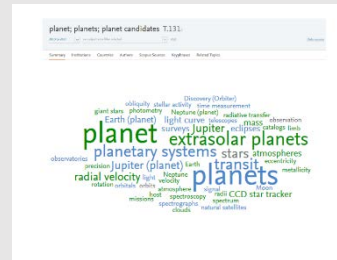 planet; planets; planet candidates T.131:
Summary Institutions Countries Authors Scopus Sources Keyphrases Related Topics
Discovery (Orbiter)
obliquity stellar activity time measurement
giant stars photometry Neptune (planet) radiative transfer
Earth (planet) light curve telescopes mass observation
surveys Jupiter eclipses catalogs
planet extrasolar planets
planetary systems stars atmospheres
observatories transit eccentricity
precision Jupiter (planet) Earth planets metallicity
radial velocity light Neptune velocity Moon
rotation orbitals orbits atmosphere signal radii CCD star tracker
missions host spectroscopy spectrum
spectrographs natural satellites
clouds